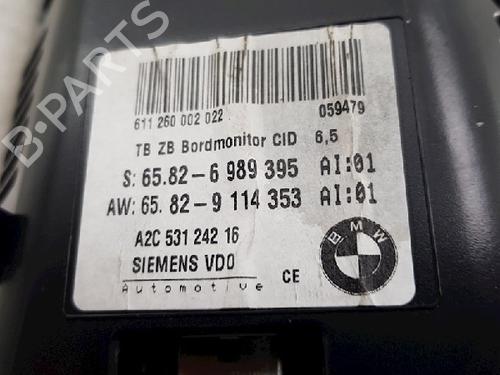 B-PARTS
611 260 002 022 059479
TB ZB Bordmonitor CID 6,5
S: 65.82- 6 989 395 AI:01
AW: 65. 82- 9 114 353 AI:01
A2C 531 242 16
SIEMENS VDO
Automotive CE
BMW